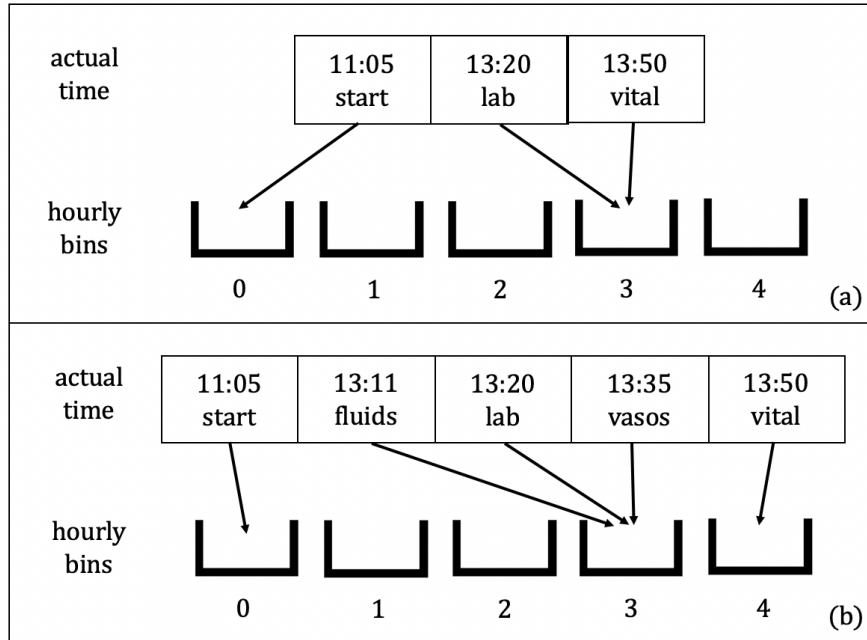 actual
time
11:05
start
13:20
lab
13:50
vital
hourly
bins
0 1 2 3 4
(a)
actual
time
11:05
start
13:11
fluids
13:20
lab
13:35
vasos
13:50
vital
hourly
bins
0 1 2 3 4
(b)